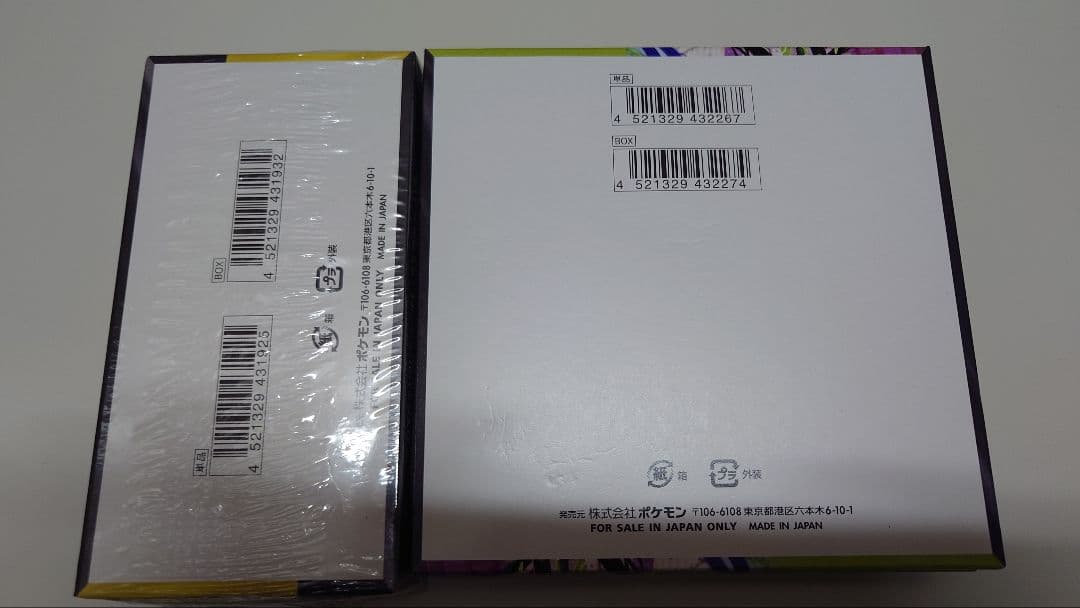 BOX
4 521329 431932
単品
4 521329 431925
プラ 外装
紙 箱
株式会社 ポケモン 〒106-6108 東京都港区六本木6-10-1
SALE IN JAPAN ONLY MADE IN JAPAN
単品
4 521329 432267
BOX
4 521329 432274
紙 箱 プラ 外装
発売元 株式会社 ポケモン 〒106-6108 東京都港区六本木6-10-1
FOR SALE IN JAPAN ONLY MADE IN JAPAN